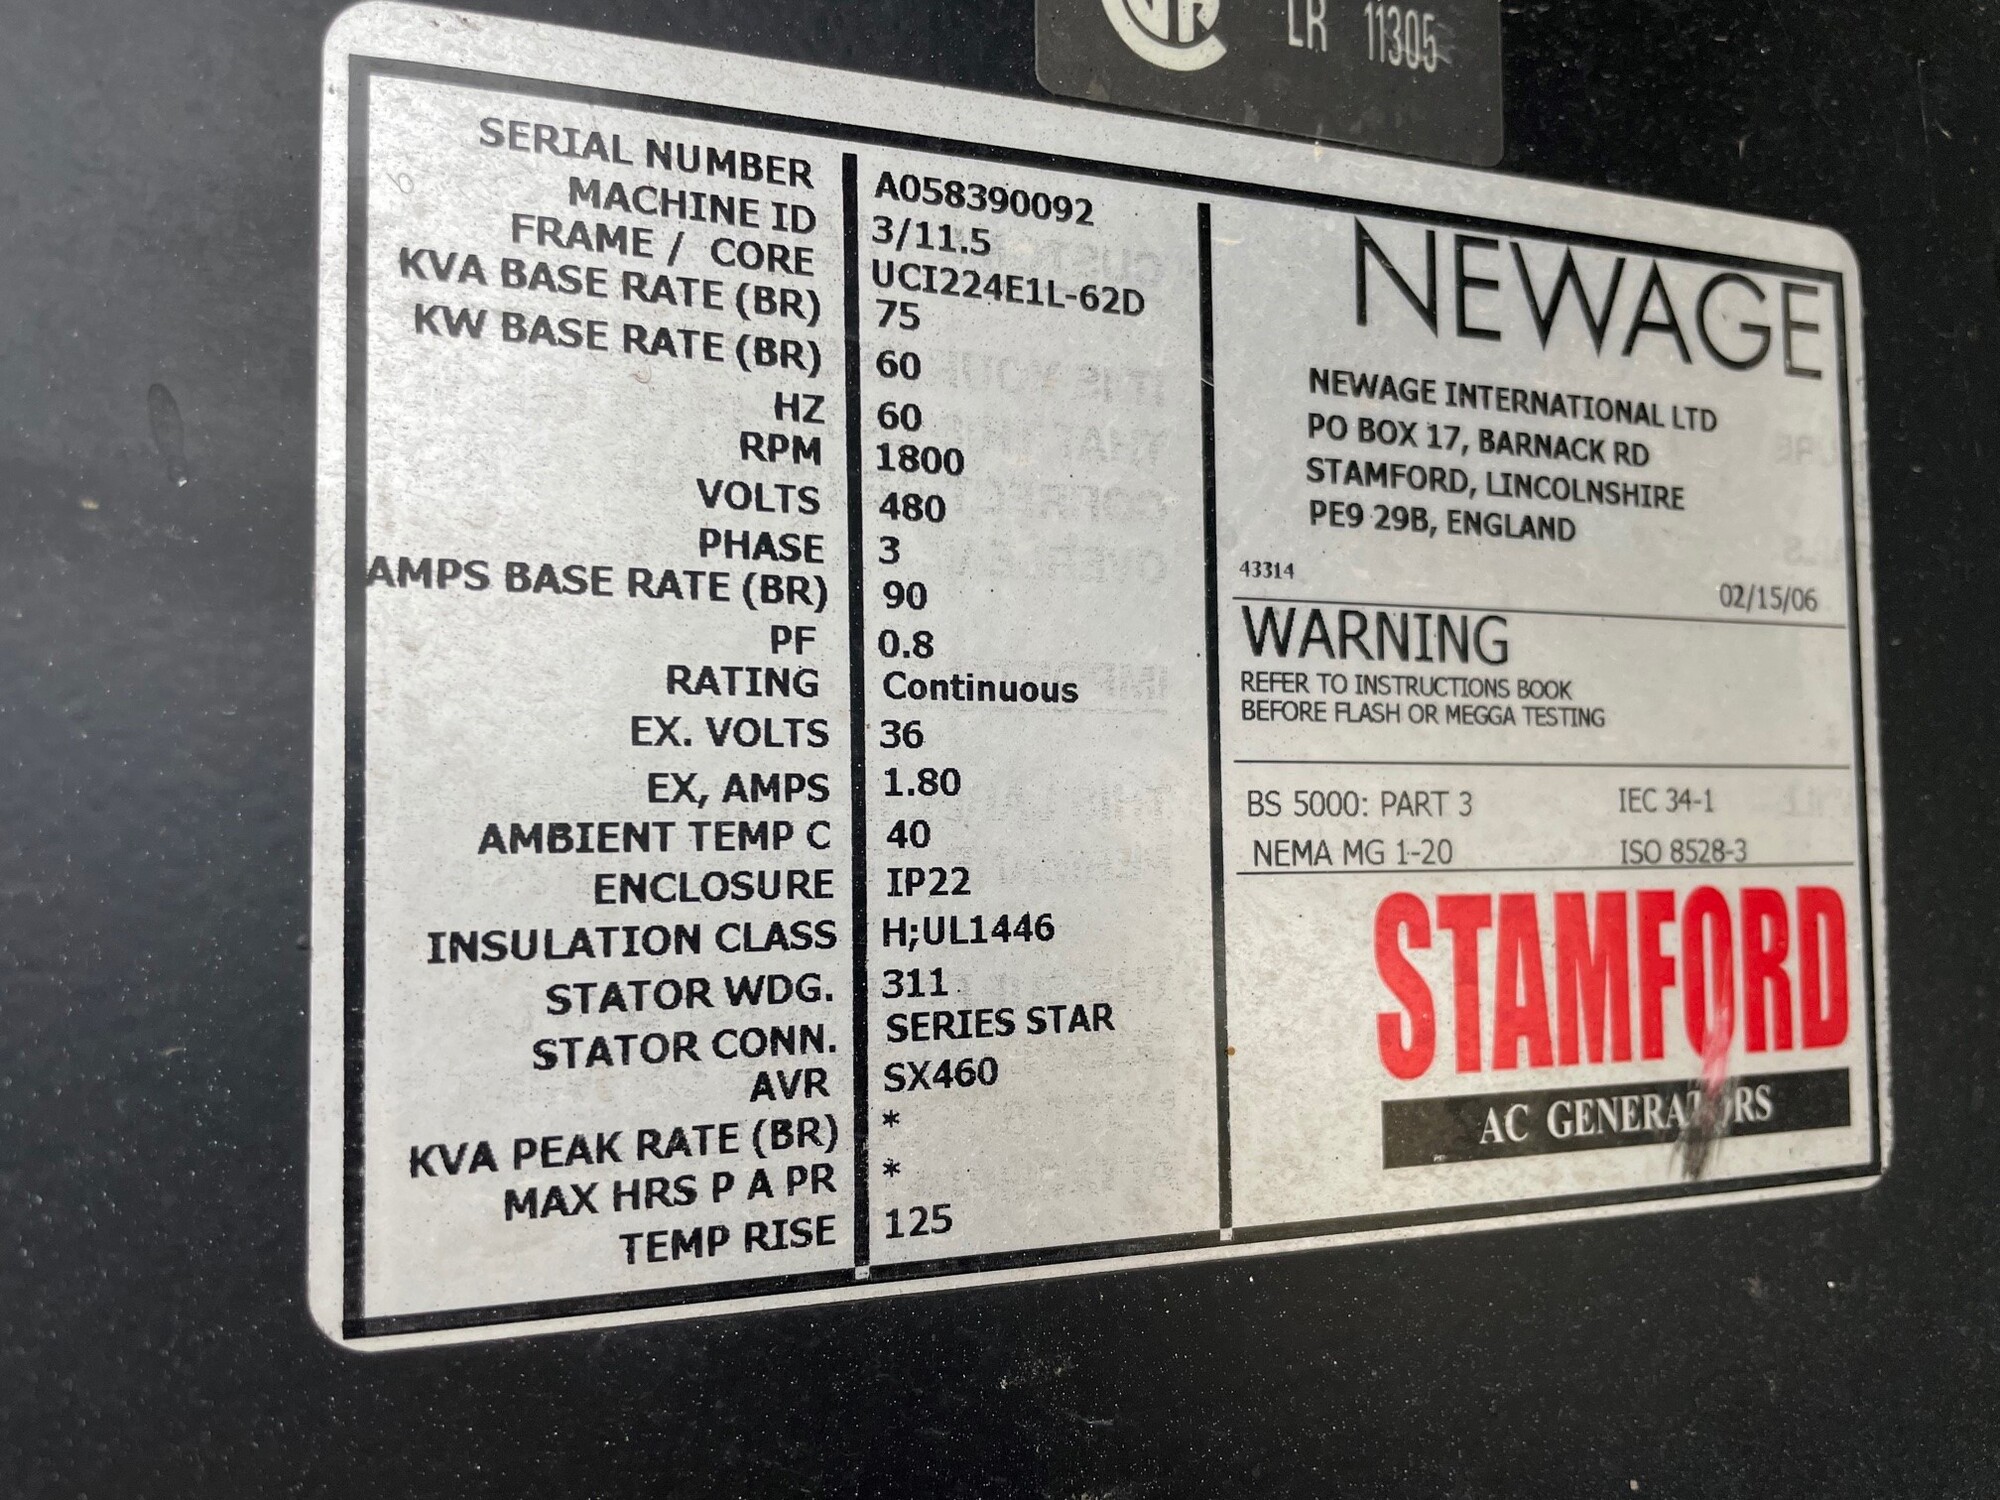 LR 11305
SERIAL NUMBER A058390092
MACHINE ID 3/11.5
FRAME / CORE UCI224E1L-62D
KVA BASE RATE (BR) 75
KW BASE RATE (BR) 60
HZ 60
RPM 1800
VOLTS 480
PHASE 3
AMPS BASE RATE (BR) 90
PF 0.8
RATING Continuous
EX. VOLTS 36
EX, AMPS 1.80
AMBIENT TEMP C 40
ENCLOSURE IP22
INSULATION CLASS H;UL1446
STATOR WDG. 311
STATOR CONN. SERIES STAR
AVR SX460
KVA PEAK RATE (BR) *
MAX HRS P A PR *
TEMP RISE 125
NEWAGE
NEWAGE INTERNATIONAL LTD
PO BOX 17, BARNACK RD
STAMFORD, LINCOLNSHIRE
PE9 29B, ENGLAND
43314 02/15/06
WARNING
REFER TO INSTRUCTIONS BOOK
BEFORE FLASH OR MEGGA TESTING
BS 5000: PART 3 IEC 34-1
NEMA MG 1-20 ISO 8528-3
STAMFORD
AC GENERATORS